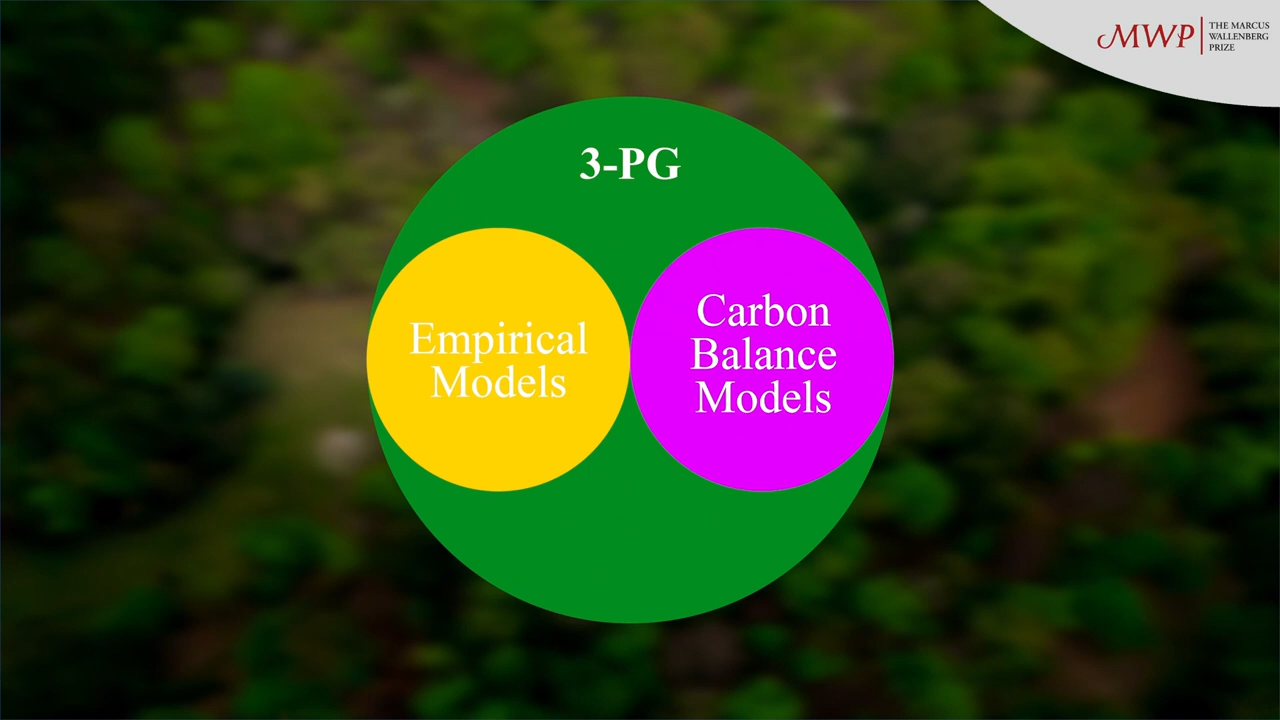 MWP
THE MARCUS
WALLENBERG
PRIZE
3-PG
Empirical
Models
Carbon
Balance
Models